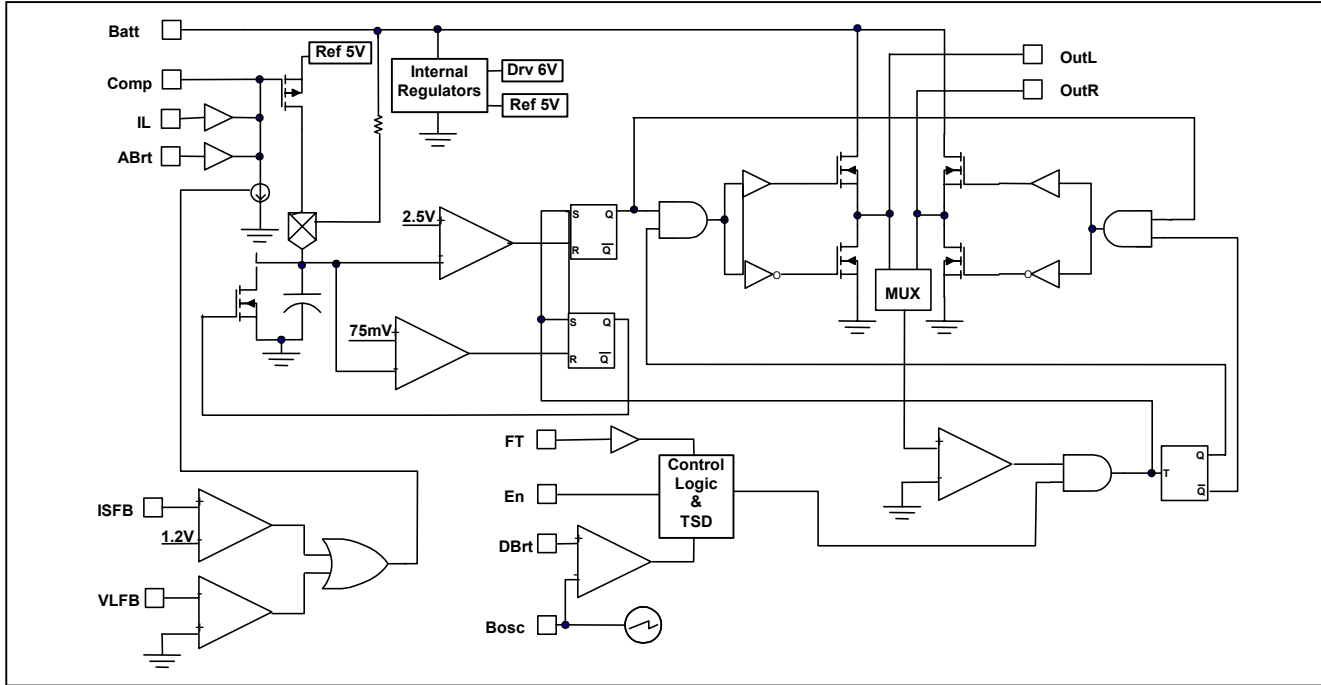 Batt
Ref 5V
OutL
Comp
Internal
Regulators
Drv 6V
Ref 5V
OutR
IL
ABrt
2.5V
+
-
S
Q
R
Q
MUX
75mV
+
-
S
Q
R
Q
FT
Control
Logic
&
TSD
+
-
T
Q
Q
En
ISFB
+
1.2V
-
DBrt
+
-
VLFB
-
+
Bosc